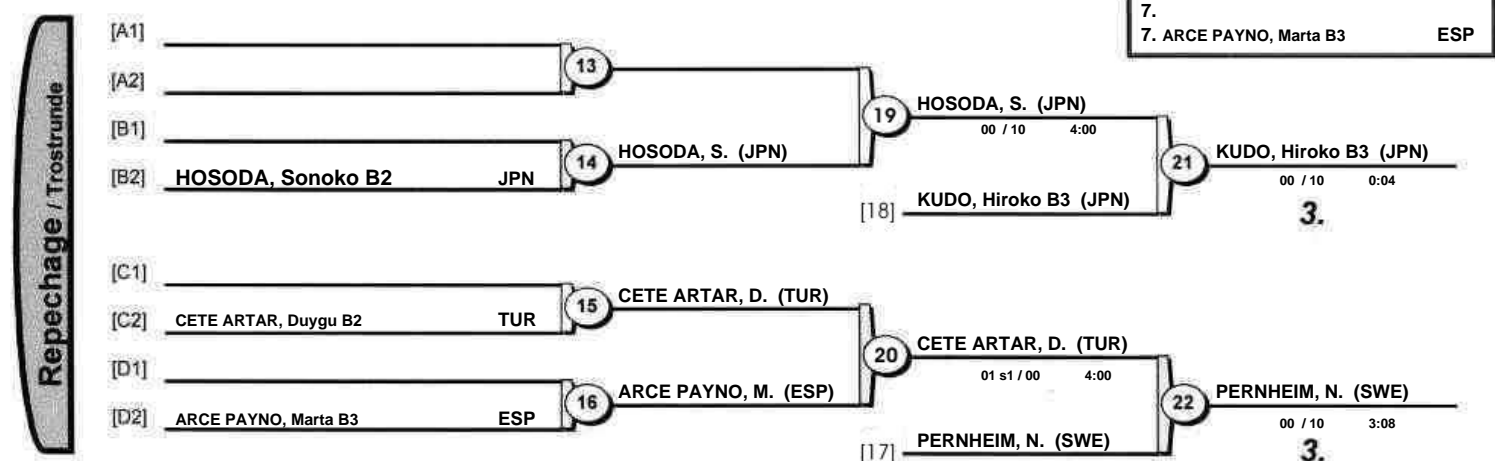 7.
7. ARCE PAYNO, Marta B3 ESP
Repechage / Trostrunde
[A1]
13
[A2]
[B1]
14
HOSODA, S. (JPN)
[B2] HOSODA, Sonoko B2 JPN
19
HOSODA, S. (JPN)
00 / 10 4:00
[18] KUDO, Hiroko B3 (JPN)
21
KUDO, Hiroko B3 (JPN)
00 / 10 0:04
3.
[C1]
15
CETE ARTAR, D. (TUR)
[C2] CETE ARTAR, Duygu B2 TUR
[D1]
16
ARCE PAYNO, M. (ESP)
[D2] ARCE PAYNO, Marta B3 ESP
20
CETE ARTAR, D. (TUR)
01 s1 / 00 4:00
[17] PERNHEIM, N. (SWE)
22
PERNHEIM, N. (SWE)
00 / 10 3:08
3.